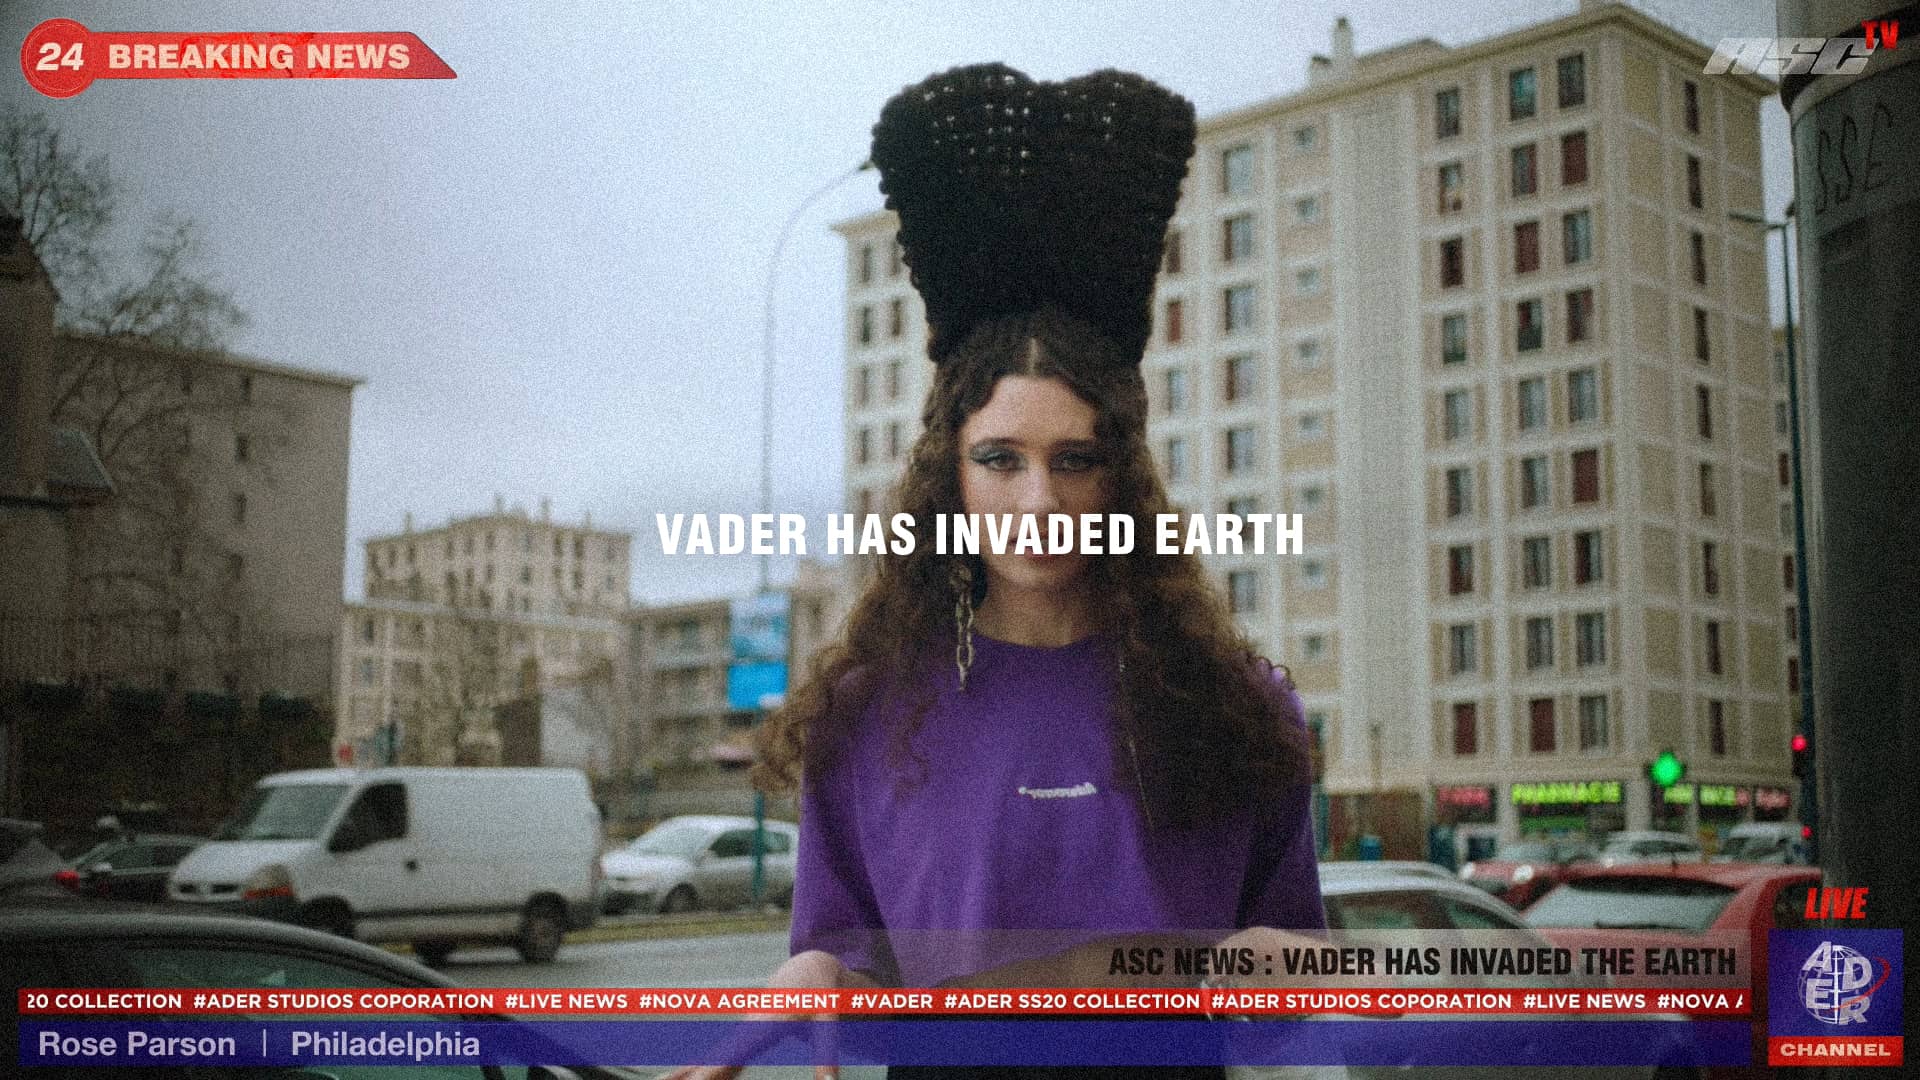 24 BREAKING NEWS
ASC TV
SSE
VADER HAS INVADED EARTH
PHARMACIE
LIVE
ASC NEWS : VADER HAS INVADED THE EARTH
20 COLLECTION #ADER STUDIOS COPORATION #LIVE NEWS #NOVA AGREEMENT #VADER #ADER SS20 COLLECTION #ADER STUDIOS COPORATION #LIVE NEWS #NOVA A
ADER
CHANNEL
Rose Parson | Philadelphia